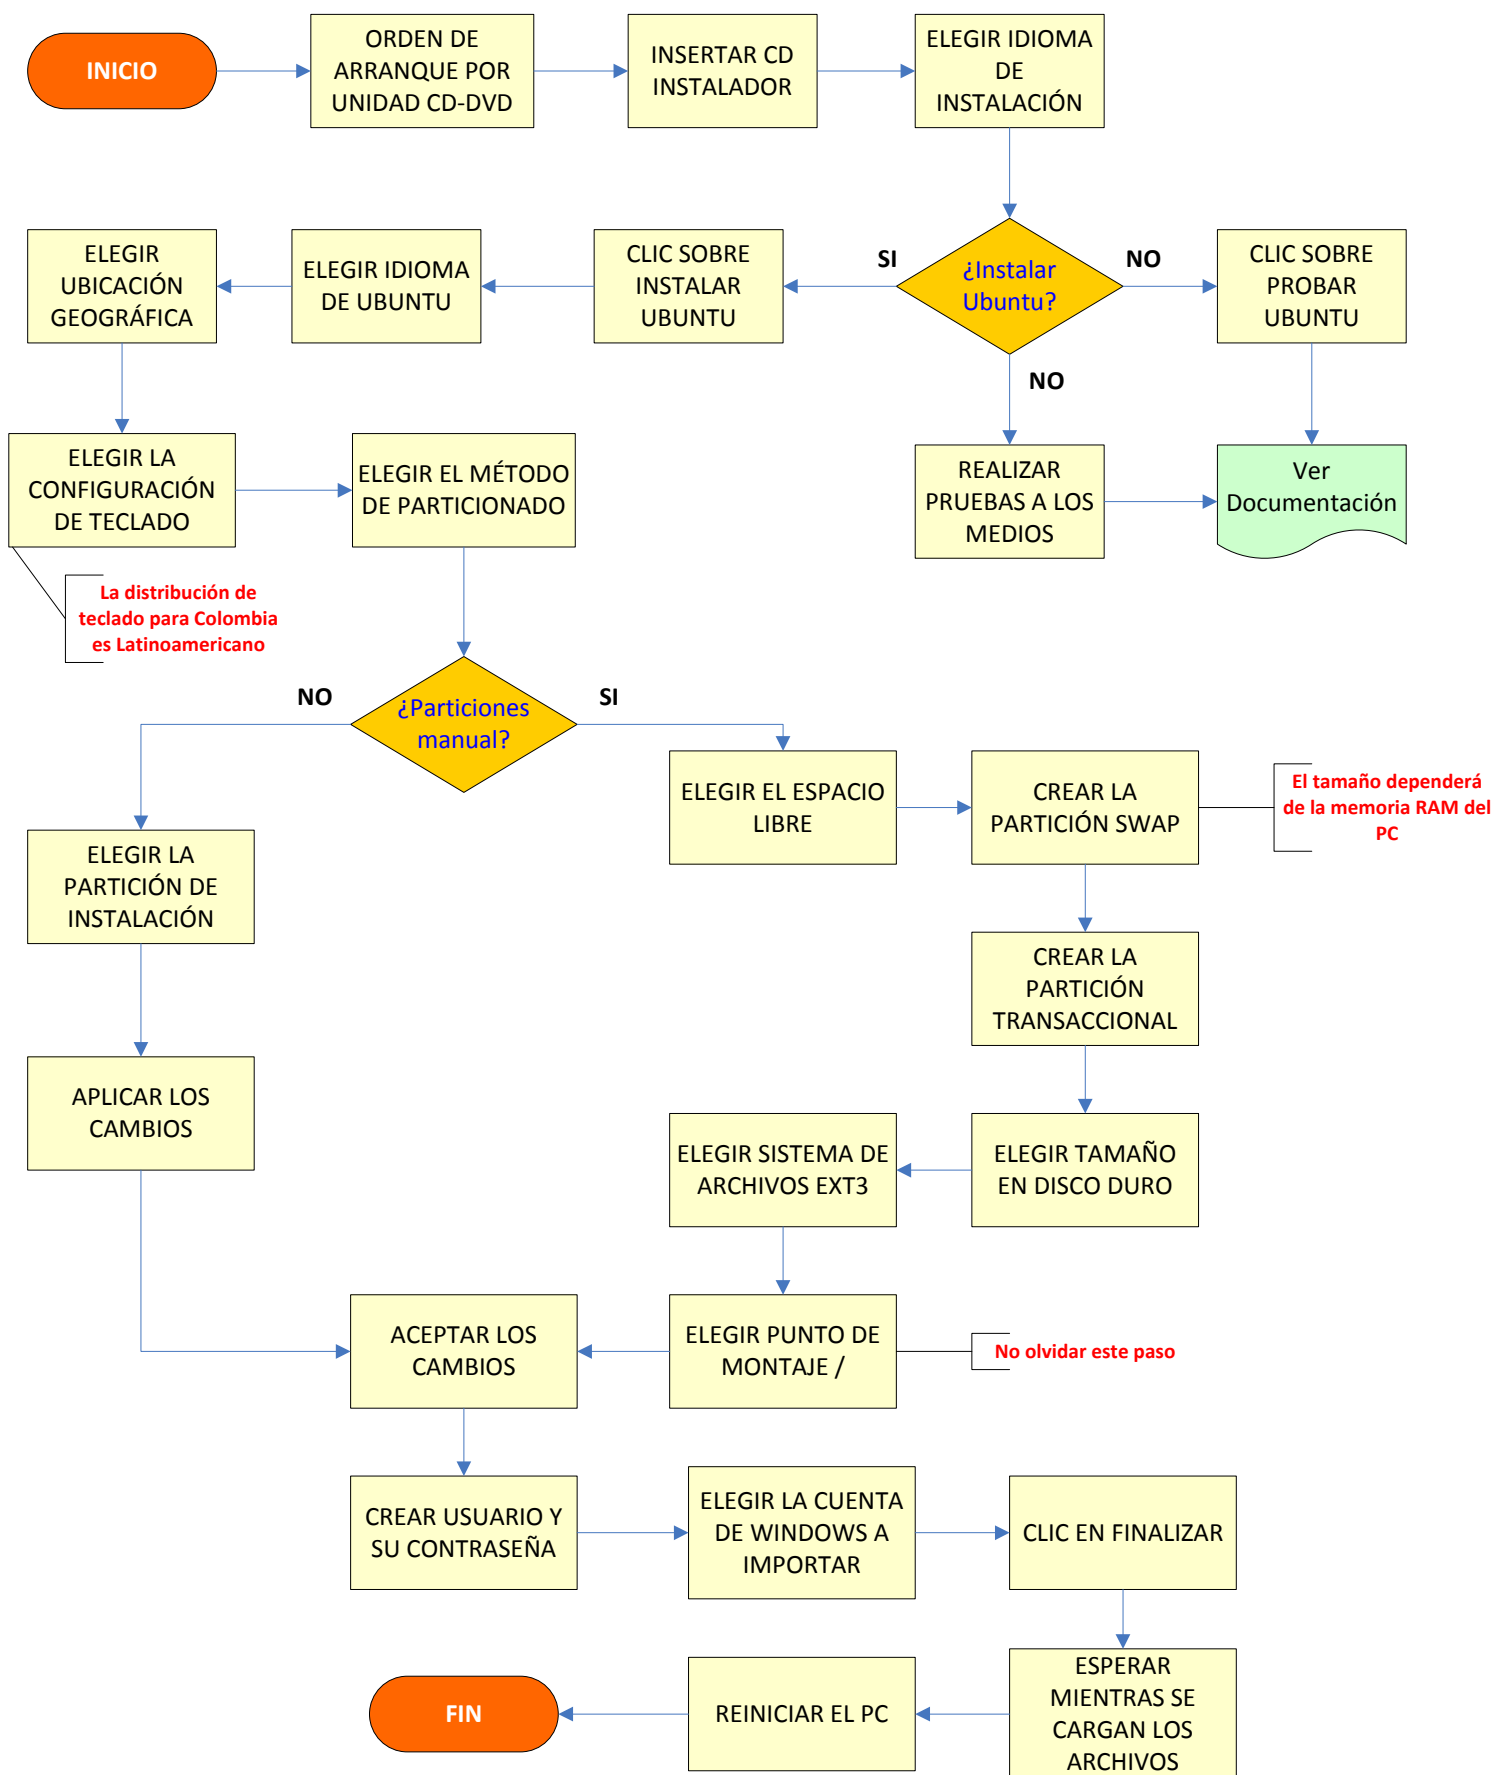 INICIO
ORDEN DE
ARRANQUE POR
UNIDAD CD-DVD
INSERTAR CD
INSTALADOR
ELEGIR IDIOMA
DE
INSTALACIÓN
ELEGIR
UBICACIÓN
GEOGRÁFICA
ELEGIR IDIOMA
DE UBUNTU
CLIC SOBRE
INSTALAR
UBUNTU
SI
¿Instalar
Ubuntu?
NO
CLIC SOBRE
PROBAR
UBUNTU
NO
ELEGIR LA
CONFIGURACIÓN
DE TECLADO
ELEGIR EL MÉTODO
DE PARTICIONADO
REALIZAR
PRUEBAS A LOS
MEDIOS
Ver
Documentación
La distribución de
teclado para Colombia
es Latinoamericano
NO
¿Particiones
manual?
SI
ELEGIR EL ESPACIO
LIBRE
CREAR LA
PARTICIÓN SWAP
El tamaño dependerá
de la memoria RAM del
PC
ELEGIR LA
PARTICIÓN DE
INSTALACIÓN
CREAR LA
PARTICIÓN
TRANSACCIONAL
APLICAR LOS
CAMBIOS
ELEGIR SISTEMA DE
ARCHIVOS EXT3
ELEGIR TAMAÑO
EN DISCO DURO
ACEPTAR LOS
CAMBIOS
ELEGIR PUNTO DE
MONTAJE /
No olvidar este paso
CREAR USUARIO Y
SU CONTRASEÑA
ELEGIR LA CUENTA
DE WINDOWS A
IMPORTAR
CLIC EN FINALIZAR
FIN
REINICIAR EL PC
ESPERAR
MIENTRAS SE
CARGAN LOS
ARCHIVOS